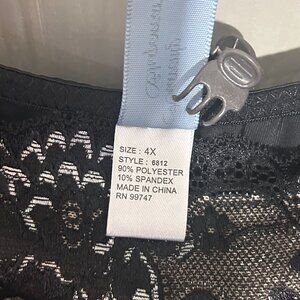 SIZE : 4X
STYLE : 6812
90% POLYESTER
10% SPANDEX
MADE IN CHINA
RN 99747